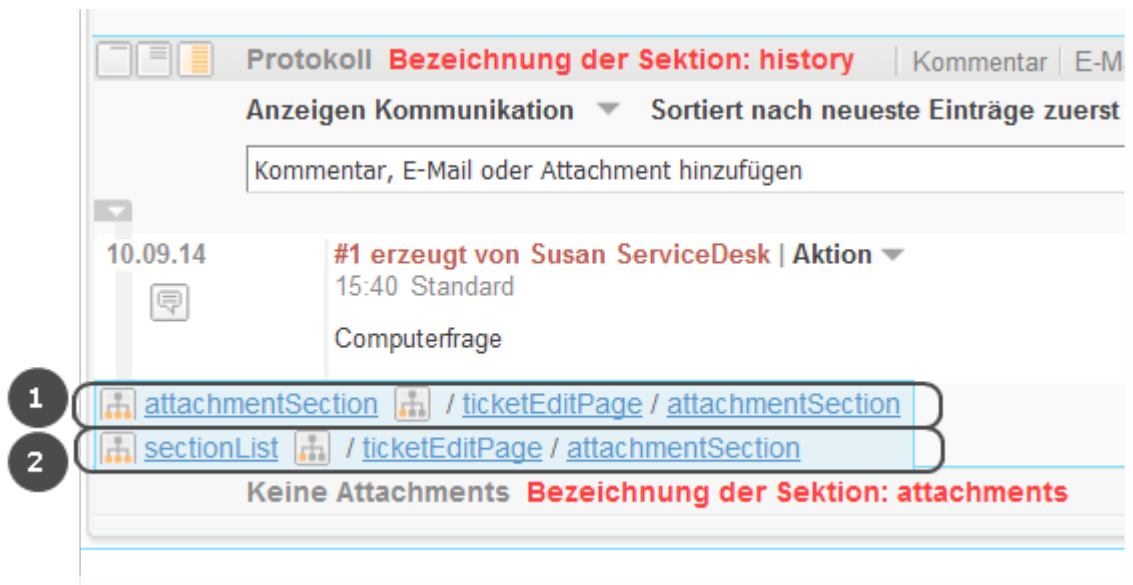 Protokoll Bezeichnung der Sektion: history Kommentar E-M
Anzeigen Kommunikation Sortiert nach neueste Einträge zuerst
Kommentar, E-Mail oder Attachment hinzufügen
10.09.14 #1 erzeugt von Susan ServiceDesk | Aktion
15:40 Standard
Computerfrage
1 attachmentSection / ticketEditPage / attachmentSection
2 sectionList / ticketEditPage / attachmentSection
Keine Attachments Bezeichnung der Sektion: attachments